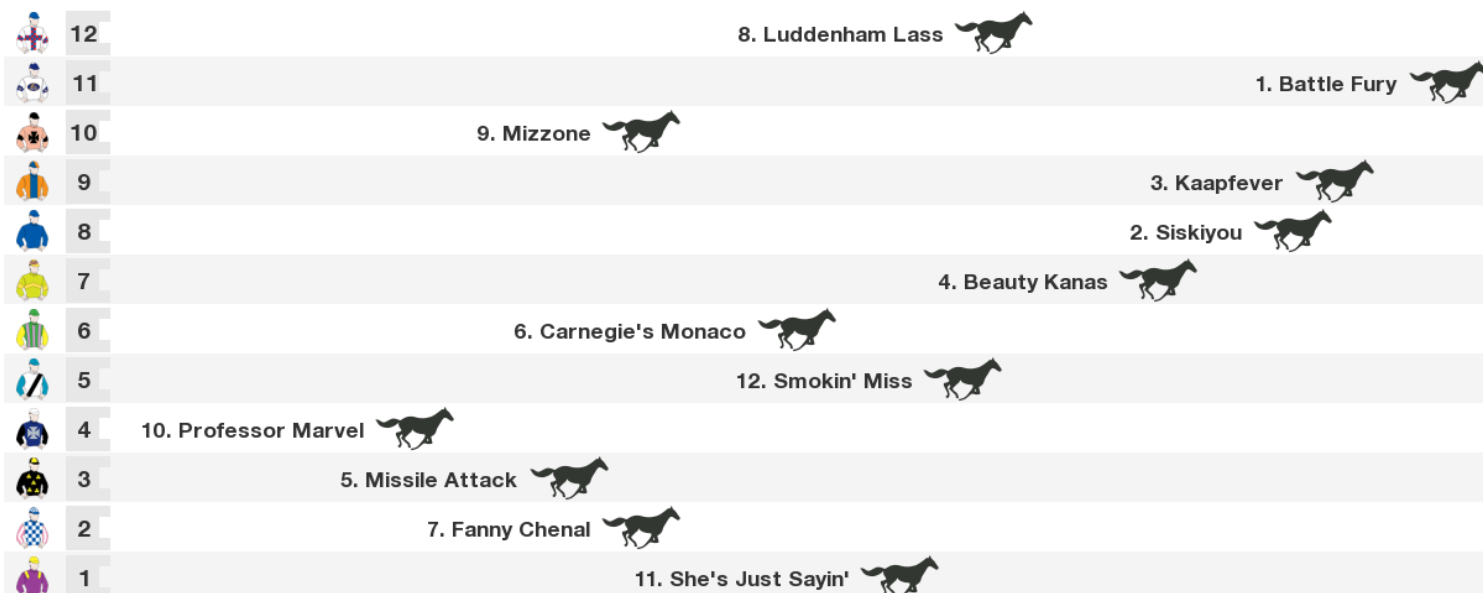 12 8. Luddenham Lass
11 1. Battle Fury
10 9. Mizzone
9 3. Kaapfever
8 2. Siskiyou
7 4. Beauty Kanas
6 6. Carnegie's Monaco
5 12. Smokin' Miss
4 10. Professor Marvel
3 5. Missile Attack
2 7. Fanny Chenal
1 11. She's Just Sayin'